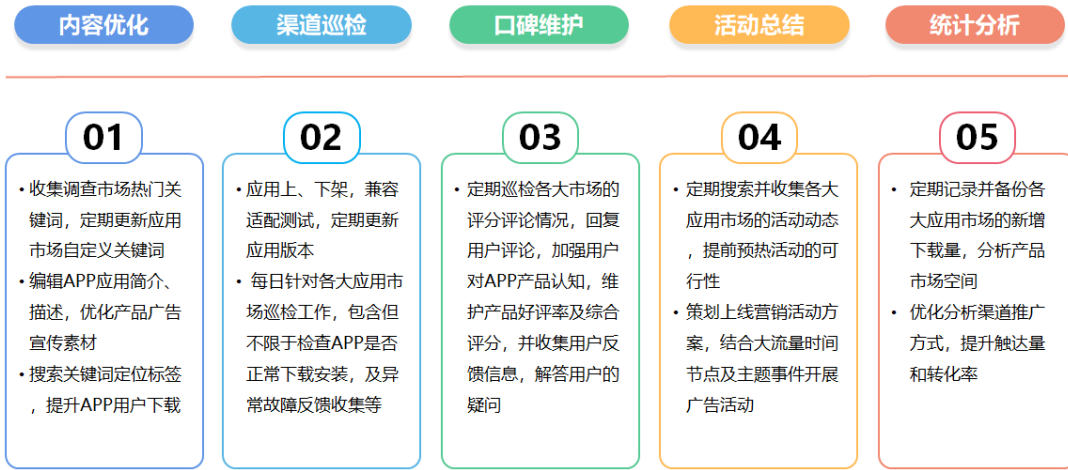 内容优化
渠道巡检
口碑维护
活动总结
统计分析
01
•收集调查市场热门关
键词，定期更新应用
市场自定义关键词
•编辑APP应用简介、
描述，优化产品广告
宣传素材
•搜索关键词定位标签
，提升APP用户下载
02
•应用上、下架，兼容
适配测试，定期更新
应用版本
•每日针对各大应用市
场巡检工作，包含但
不限于检查APP是否
正常下载安装，及异
常故障反馈收集等
03
•定期巡检各大市场的
评分评论情况，回复
用户评论，加强用户
对APP产品认知，维
护产品好评率及综合
评分，并收集用户反
馈信息，解答用户的
疑问
04
•定期搜索并收集各大
应用市场的活动动态
，提前预热活动的可
行性
•策划上线营销活动方
案，结合大流量时间
节点及主题事件开展
广告活动
05
•定期记录并备份各
大应用市场的新增
下载量，分析产品
市场空间
•优化分析渠道推广
方式，提升触达量
和转化率